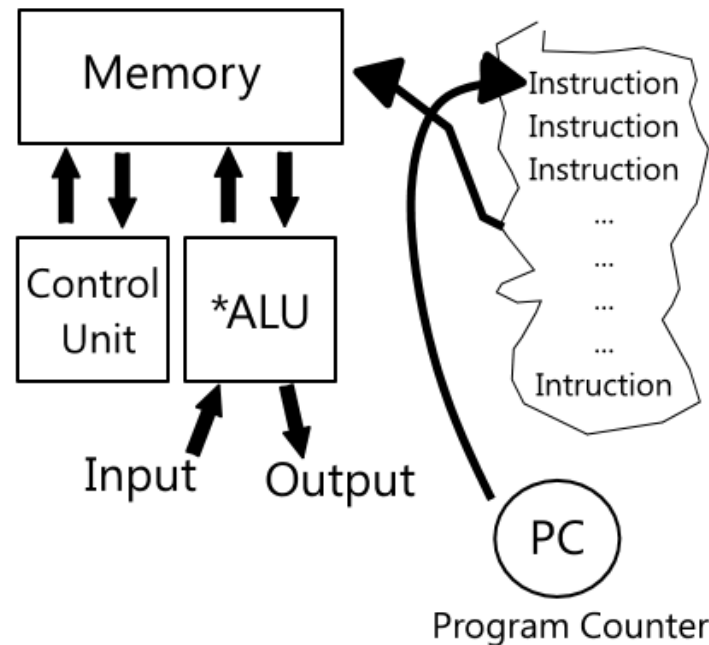 Memory
Control
Unit
*ALU
Input
Output
Instruction
Instruction
Instruction
...
...
...
...
Intruction
PC
Program Counter